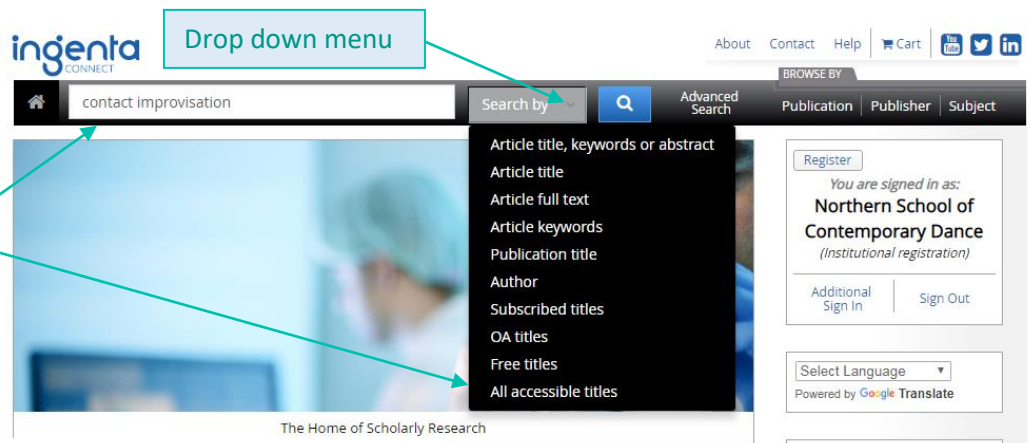 ingenta
CONNECT
Drop down menu
About Contact Help Cart You Tube in
BROWSE BY
contact improvisation
Search by
Advanced Search
Publication Publisher Subject
Article title, keywords or abstract
Article title
Article full text
Article keywords
Publication title
Author
Subscribed titles
OA titles
Free titles
All accessible titles
The Home of Scholarly Research
Register
You are signed in as:
Northern School of
Contemporary Dance
(Institutional registration)
Additional Sign In
Sign Out
Select Language
Powered by Google Translate